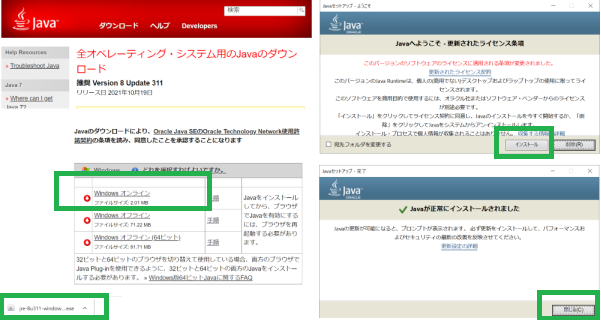 Java
検索
ダウンロード ヘルプ Developers
Help Resources
» Troubleshoot Java
Java 7
» Where can I get
Java 7?
全オペレーティング・システム用のJavaのダウン
ロード
推奨 Version 8 Update 311
リリース日 2021年10月19日
Javaのダウンロードにより、Oracle Java SEのOracle Technology Network使用許
諾契約の条項を読み、同意したことを承諾することになります
Windows どれを選択すればよいですか。
Windows オンライン
ファイルサイズ: 2.01 MB
手順
Windows オフライン
ファイルサイズ: 71.22 MB
手順
Windows オフライン (64ビット)
ファイルサイズ: 81.71 MB
手順
Javaをインストール
してから、ブラウザ
でJavaを有効にする
には、ブラウザを再
起動する必要があり
ます。
32ビットと64ビットのブラウザを切り替えて使用している場合、両方のブラウザで
Java Plug-inを使用できるように、32ビットと64ビットの両方のJavaをインストー
ルする必要があります。 » Windows版64ビットJavaに関するFAQ
jre-8u311-window....exe
Javaセットアップ - ようこそ
Java
Javaへようこそ - 更新されたライセンス条項
このバージョンのソフトウェアのライセンスに適用される条項が変更されました。
更新されたライセンス契約
このバージョンのJava Runtimeは、個人の(商用でない)デスクトップおよびラップトップの使用に限ってライ
センスされます。
このソフトウェアを商用目的で使用するには、オラクル社またはソフトウェア・ベンダーからのライセンス
が別途必要です。
「インストール」をクリックしてライセンス契約に同意し、Javaのインストールを今すぐ開始するか、「削
除」をクリックしてJavaをシステムからアンインストールします。
インストール・プロセスで個人情報が収集されることはありません。収集する情報の詳細
宛先フォルダを変更する
インストール
削除(R)
Javaセットアップ - 完了
Java
Javaが正常にインストールされました
Javaの更新が可能になると、プロンプトが表示されます。必ず更新をインストールして、パフォーマンスお
よびセキュリティの最新の改善を反映させてください。
更新設定の詳細
閉じる(C)